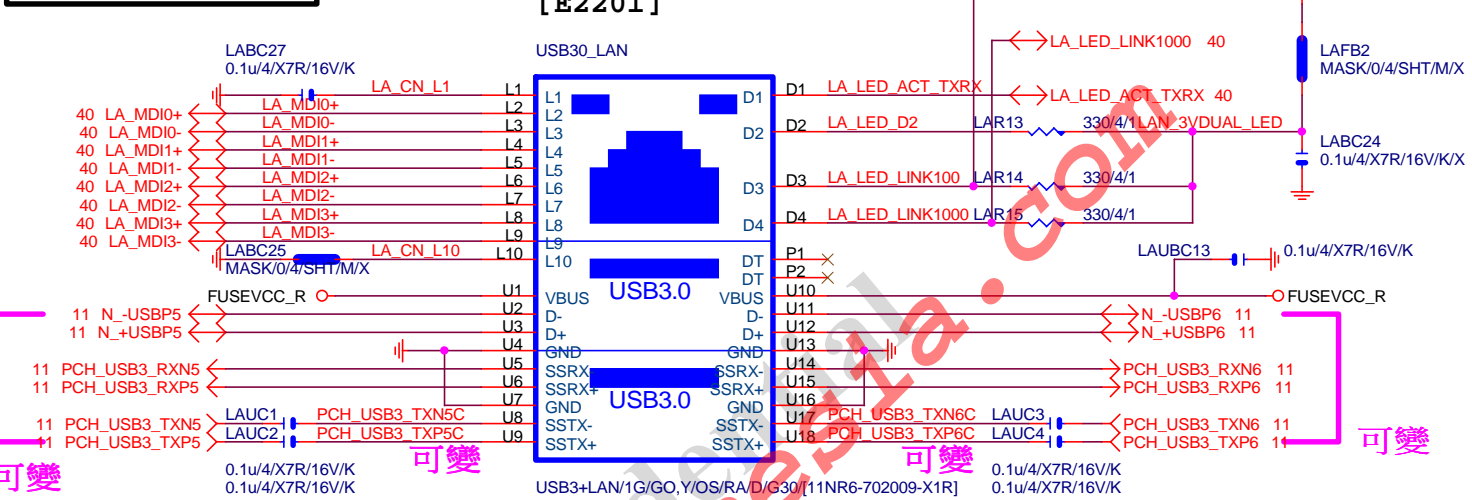 [E2201]
LABC27
0.1u/4/X7R/16V/K
USB30_LAN
LA_LED_LINK1000 40
LAFB2
MASK/0/4/SHT/M/X
LA_CN_L1 L1 L1 D1 D1 LA_LED_ACT_TXRX LA_LED_ACT_TXRX 40
40 LA_MDI0+ LA_MDI0+ L2 L2
40 LA_MDI0- LA_MDI0- L3 L3 D2 D2 LA_LED_D2 LAR13 330/4/1 LAN_3VDUAL_LED
40 LA_MDI1+ LA_MDI1+ L4 L4
LABC24
0.1u/4/X7R/16V/K/X
40 LA_MDI1- LA_MDI1- L5 L5
40 LA_MDI2+ LA_MDI2+ L6 L6 D3 D3 LA_LED_LINK100 LAR14 330/4/1
40 LA_MDI2- LA_MDI2- L7 L7
40 LA_MDI3+ LA_MDI3+ L8 L8 D4 D4 LA_LED_LINK1000 LAR15 330/4/1
40 LA_MDI3- LA_MDI3- L9 L9
LABC25 LA_CN_L10 L10 L10 DT P1 LAUBC13 0.1u/4/X7R/16V/K
MASK/0/4/SHT/M/X
DT P2
FUSEVCC_R U1 VBUS USB3.0 VBUS U10 FUSEVCC_R
11 N_-USBP5 U2 D- D- U11 N_-USBP6 11
11 N_+USBP5 U3 D+ D+ U12 N_+USBP6 11
U4 GND GND U13
11 PCH_USB3_RXN5 U5 SSRX- SSRX- U14 PCH_USB3_RXN6 11
11 PCH_USB3_RXP5 U6 SSRX+ USB3.0 SSRX+ U15 PCH_USB3_RXP6 11
U7 GND GND U16
11 PCH_USB3_TXN5 LAUC1 PCH_USB3_TXN5C U8 SSTX- SSTX- U17 PCH_USB3_TXN6C LAUC3 PCH_USB3_TXN6 11
11 PCH_USB3_TXP5 LAUC2 PCH_USB3_TXP5C U9 SSTX+ SSTX+ U18 PCH_USB3_TXP6C LAUC4 PCH_USB3_TXP6 11
可變 可變 可變 可變
0.1u/4/X7R/16V/K
0.1u/4/X7R/16V/K
0.1u/4/X7R/16V/K
0.1u/4/X7R/16V/K
USB3+LAN/1G/GO,Y/OS/RA/D/G30/[11NR6-702009-X1R]